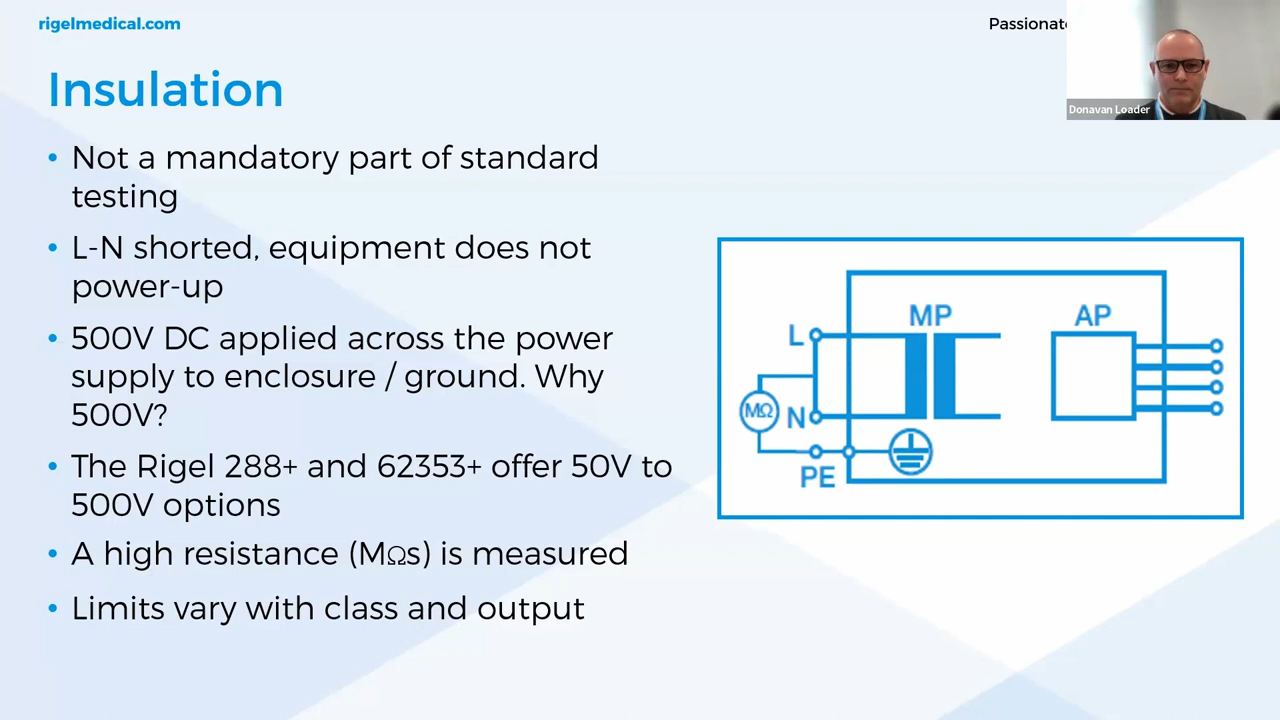 rigelmedical.com
Passionate
Donavan Loader
Insulation
• Not a mandatory part of standard
testing
• L-N shorted, equipment does not
power-up
• 500V DC applied across the power
supply to enclosure / ground. Why
500V?
• The Rigel 288+ and 62353+ offer 50V to
500V options
• A high resistance (MΩs) is measured
• Limits vary with class and output
MP
AP
L
MΩ
N
PE